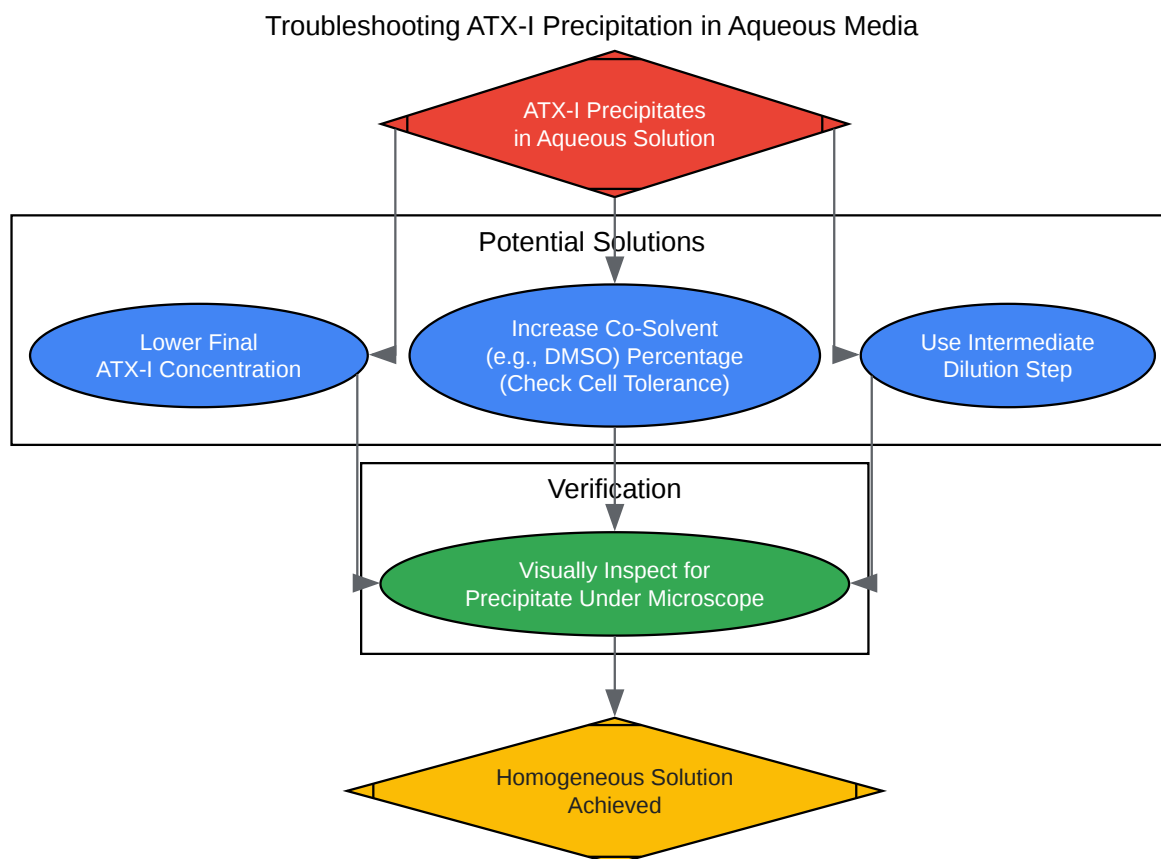 Troubleshooting ATX-I Precipitation in Aqueous Media
ATX-I Precipitates
in Aqueous Solution
Potential Solutions
Lower Final
ATX-I Concentration
Increase Co-Solvent
(e.g., DMSO) Percentage
(Check Cell Tolerance)
Use Intermediate
Dilution Step
Verification
Visually Inspect for
Precipitate Under Microscope
Homogeneous Solution
Achieved